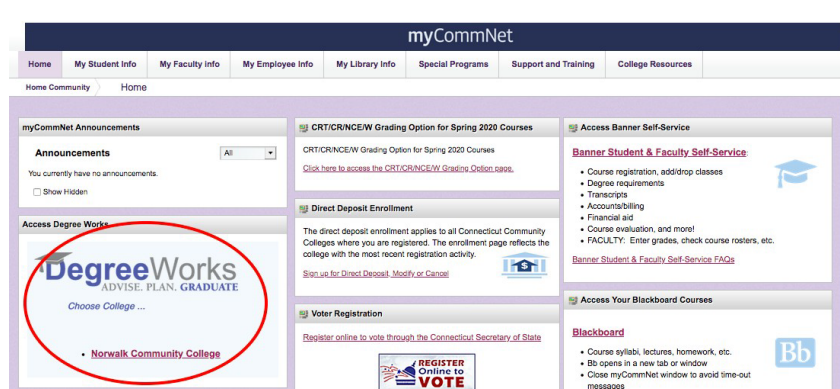 myCommNet
Home
My Student Info
My Faculty info
My Employee Info
My Library Info
Special Programs
Support and Training
College Resources
Home Community
Home
myCommNet Announcements
Announcements
All
You currently have no announcements.
Show Hidden
Access Degree Works
DegreeWorks
ADVISE. PLAN. GRADUATE
Choose College ...
• Norwalk Community College
CRT/CR/NCE/W Grading Option for Spring 2020 Courses
CRT/CR/NCE/W Grading Option for Spring 2020 Courses
Click here to access the CRT/CR/NCE/W Grading Option page.
Direct Deposit Enrollment
The direct deposit enrollment applies to all Connecticut Community
Colleges where you are registered. The enrollment page reflects the
college with the most recent registration activity.
Sign up for Direct Deposit, Modify or Cancel
$
Voter Registration
Register online to vote through the Connecticut Secretary of State
REGISTER
Online to
VOTE
Access Banner Self-Service
Banner Student & Faculty Self-Service:
• Course registration, add/drop classes
• Degree requirements
• Transcripts
• Accounts/billing
• Financial aid
• Course evaluation, and more!
• FACULTY: Enter grades, check course rosters, etc.
Banner Student & Faculty Self-Service FAQs
Access Your Blackboard Courses
Blackboard
• Course syllabi, lectures, homework, etc.
• Bb opens in a new tab or window
• Close myCommNet window to avoid time-out
messages
Bb